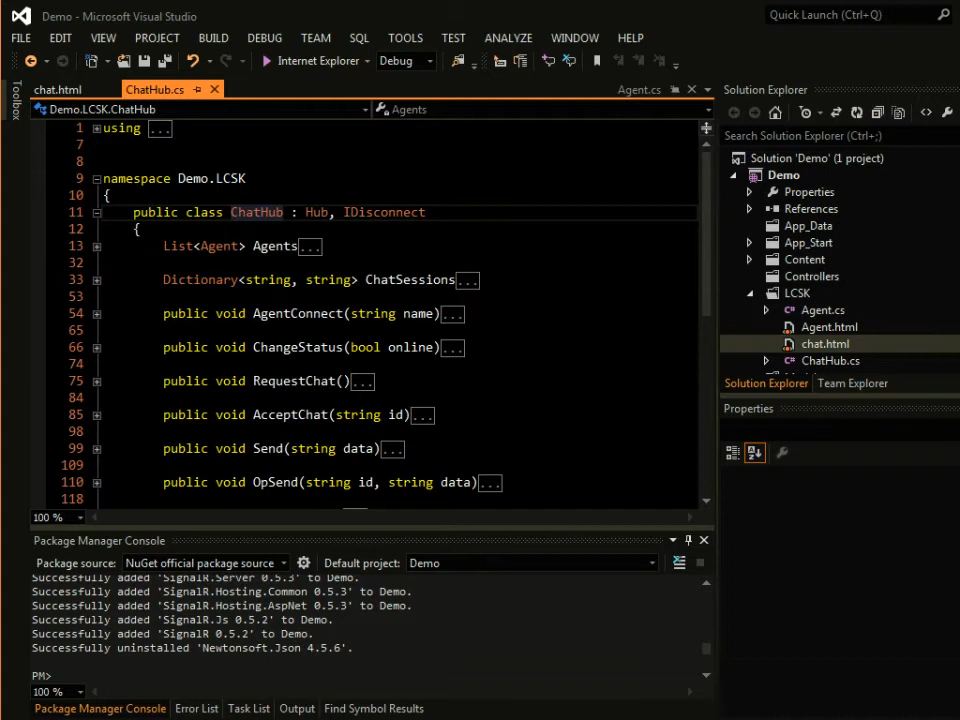 Demo - Microsoft Visual Studio
Quick Launch (Ctrl+Q)
FILE EDIT VIEW PROJECT BUILD DEBUG TEAM SQL TOOLS TEST ANALYZE WINDOW HELP
Internet Explorer Debug
Toolbox
chat.html ChatHub.cs Agent.cs
Demo.LCSK.ChatHub Agents
1 using ...
7
8
9 namespace Demo.LCSK
10 {
11 public class ChatHub : Hub, IDisconnect
12 {
13 List<Agent> Agents...
32
33 Dictionary<string, string> ChatSessions...
53
54 public void AgentConnect(string name)...
65
66 public void ChangeStatus(bool online)...
74
75 public void RequestChat()...
84
85 public void AcceptChat(string id)...
98
99 public void Send(string data)...
109
110 public void OpSend(string id, string data)...
118
100 %
Solution Explorer
Search Solution Explorer (Ctrl+;)
Solution 'Demo' (1 project)
Demo
Properties
References
App_Data
App_Start
Content
Controllers
LCSK
Agent.cs
Agent.html
chat.html
ChatHub.cs
Solution Explorer Team Explorer
Properties
Package Manager Console
Package source: NuGet official package source Default project: Demo
Successfully added 'SignalR.Server 0.5.3' to Demo.
Successfully added 'SignalR.Hosting.Common 0.5.3' to Demo.
Successfully added 'SignalR.Hosting.AspNet 0.5.3' to Demo.
Successfully added 'SignalR.Js 0.5.2' to Demo.
Successfully added 'SignalR 0.5.2' to Demo.
Successfully uninstalled 'Newtonsoft.Json 4.5.6'.
PM>
100 %
Package Manager Console Error List Task List Output Find Symbol Results